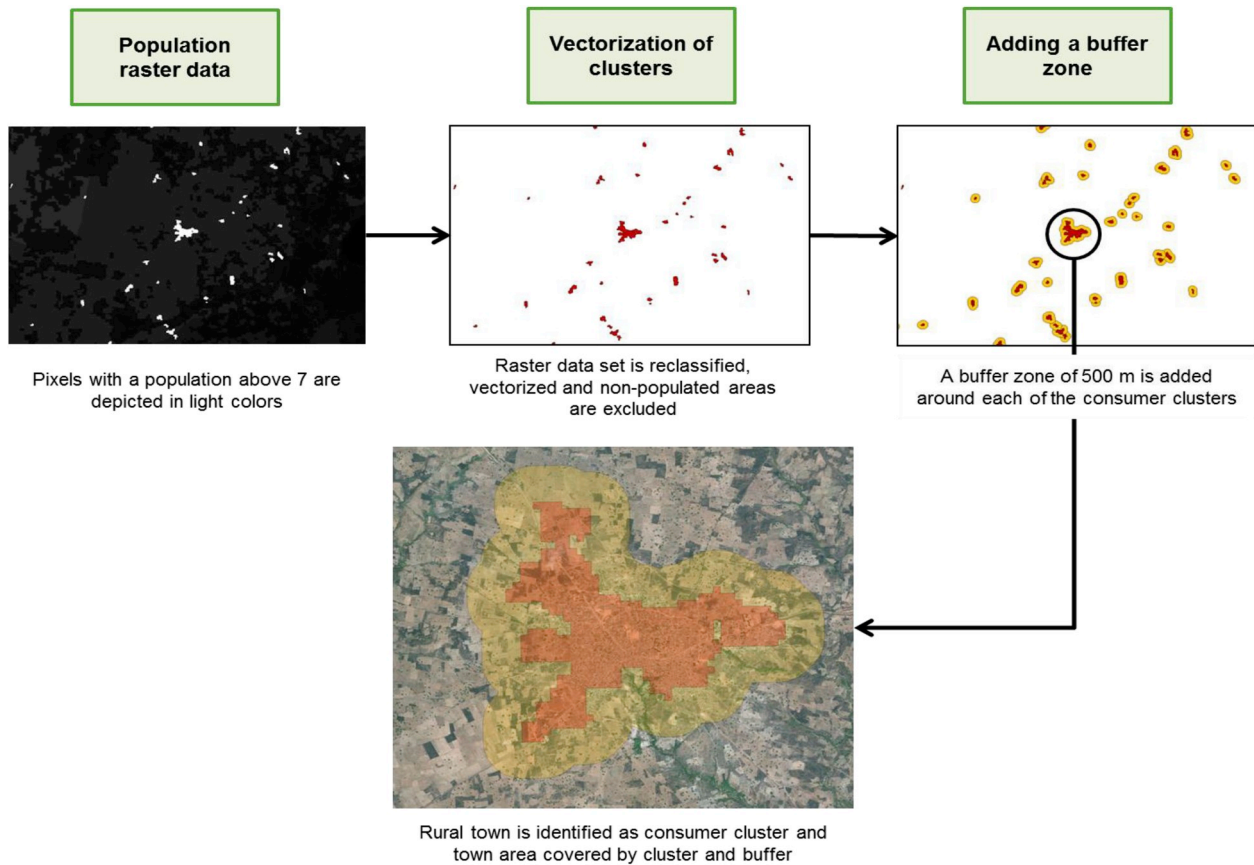 Population
raster data
Vectorization of
clusters
Adding a buffer
zone
Pixels with a population above 7 are
depicted in light colors
Raster data set is reclassified,
vectorized and non-populated areas
are excluded
A buffer zone of 500 m is added
around each of the consumer clusters
Rural town is identified as consumer cluster and
town area covered by cluster and buffer